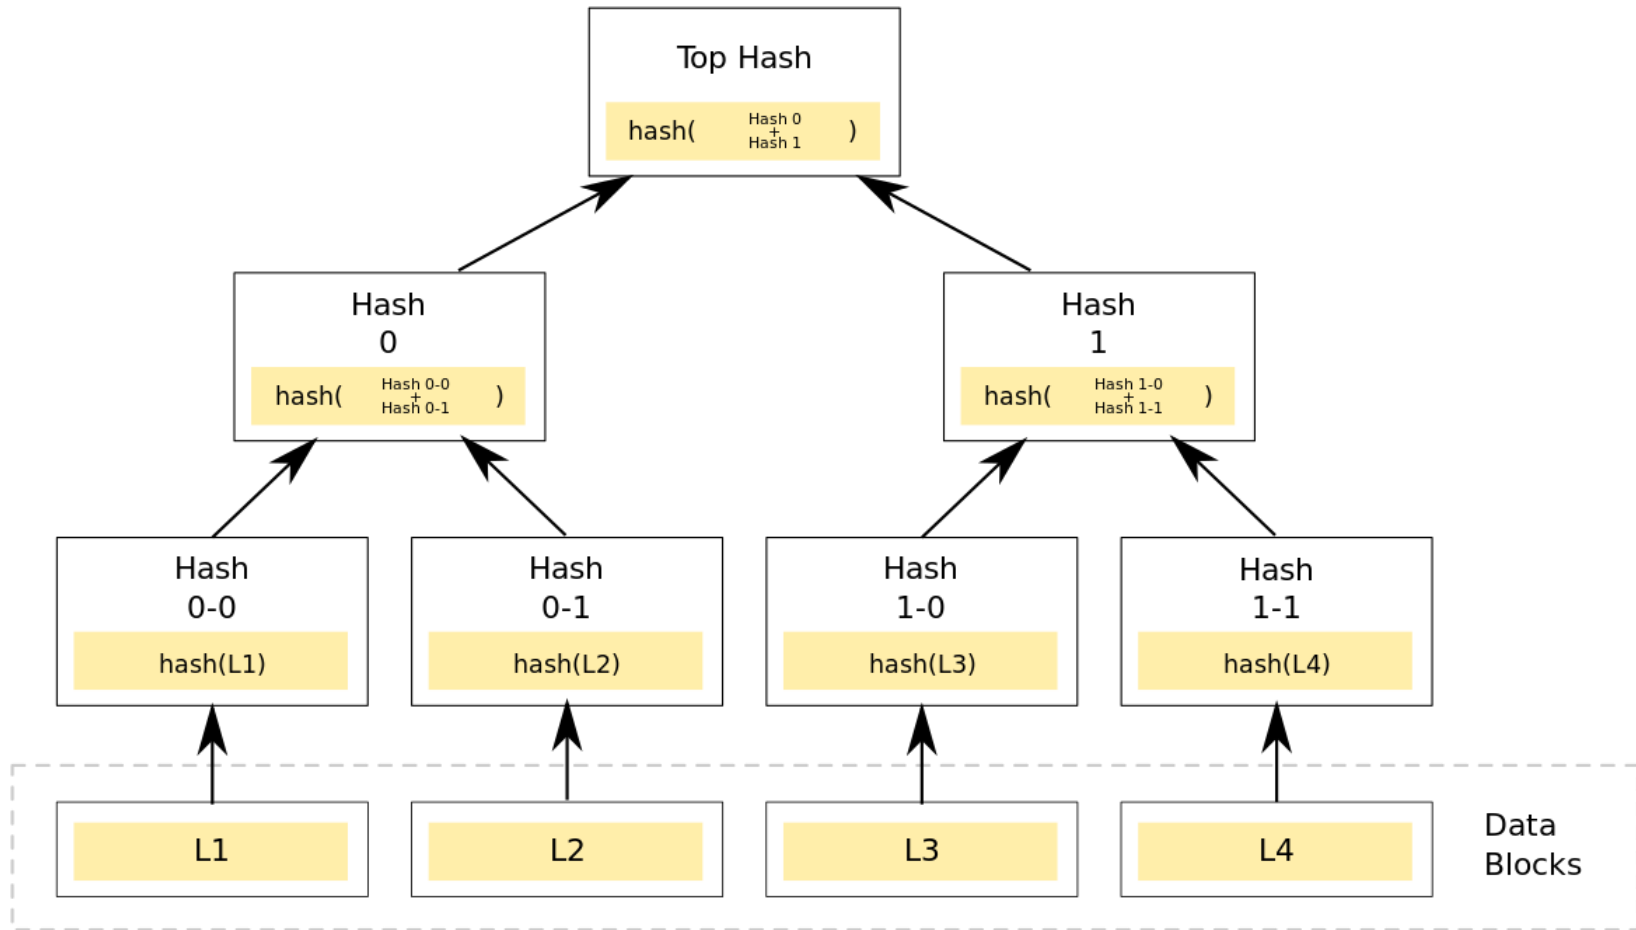 Top Hash
hash( Hash 0 + Hash 1 )
Hash
0
hash( Hash 0-0 + Hash 0-1 )
Hash
1
hash( Hash 1-0 + Hash 1-1 )
Hash
0-0
hash(L1)
Hash
0-1
hash(L2)
Hash
1-0
hash(L3)
Hash
1-1
hash(L4)
L1
L2
L3
L4
Data
Blocks